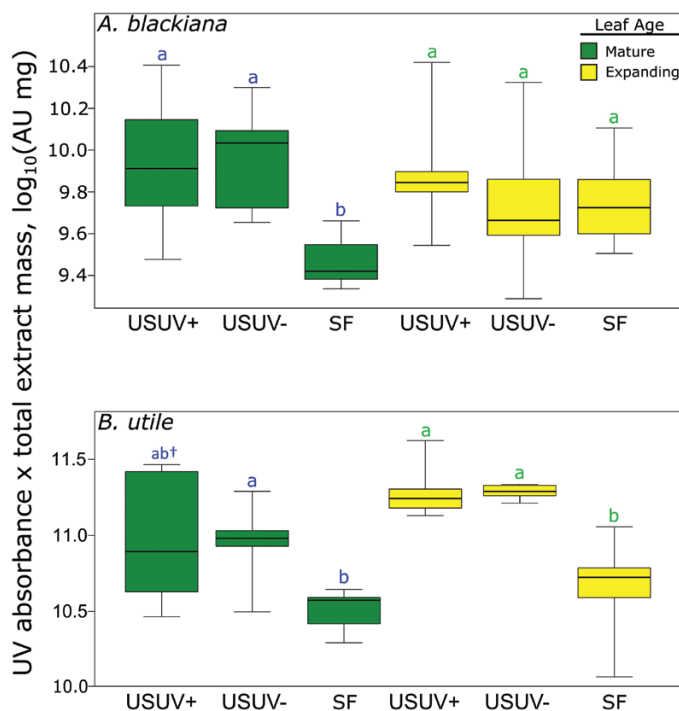 A. blackiana
Leaf Age
Mature
Expanding
UV absorbance x total extract mass, log₁₀(AU mg)
10.4
10.2
10.0
9.8
9.6
9.4
a
a
b
a
a
a
USUV+ USUV- SF USUV+ USUV- SF
B. utile
11.5
11.0
10.5
10.0
ab†
a
b
a
a
b
USUV+ USUV- SF USUV+ USUV- SF